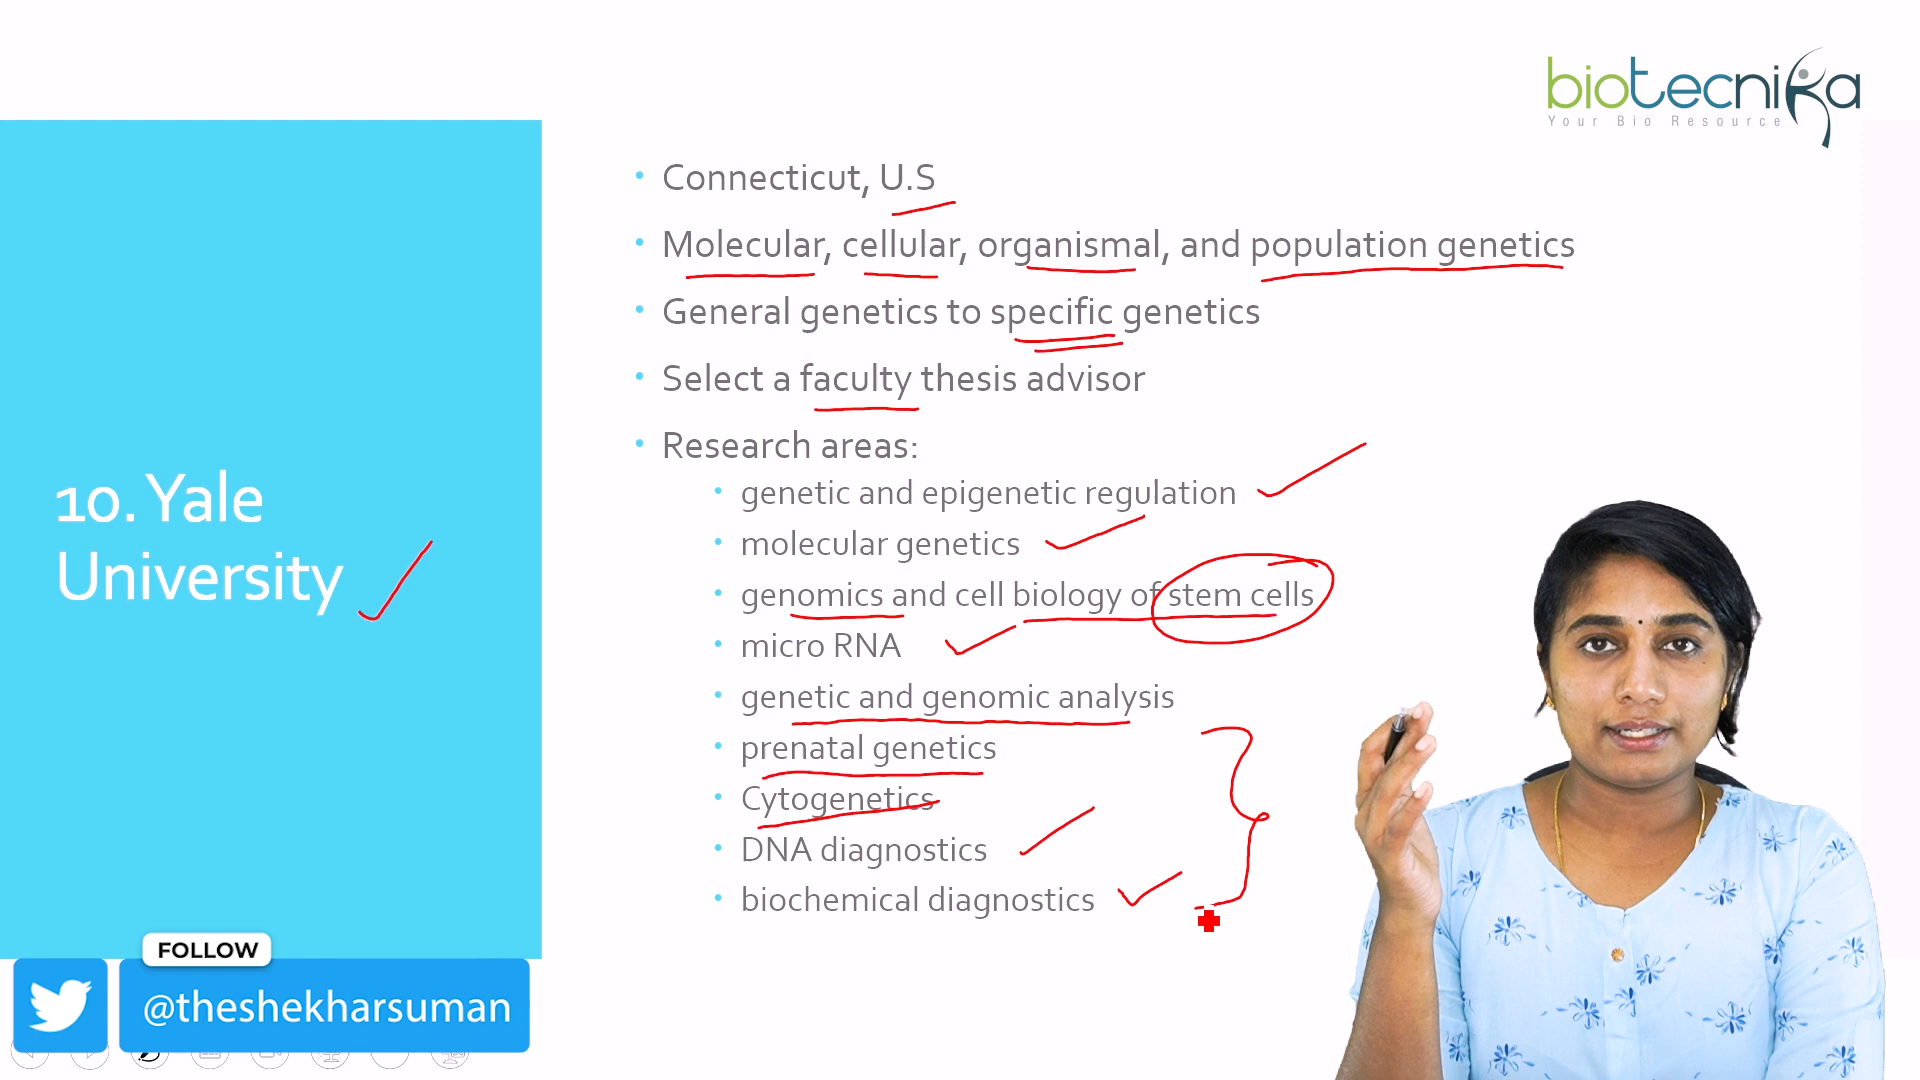 biotecnika
Your Bio Resource
10. Yale
University
• Connecticut, U.S
• Molecular, cellular, organismal, and population genetics
• General genetics to specific genetics
• Select a faculty thesis advisor
• Research areas:
• genetic and epigenetic regulation
• molecular genetics
• genomics and cell biology of stem cells
• micro RNA
• genetic and genomic analysis
• prenatal genetics
• Cytogenetics
• DNA diagnostics
• biochemical diagnostics
FOLLOW
@theshekharsuman